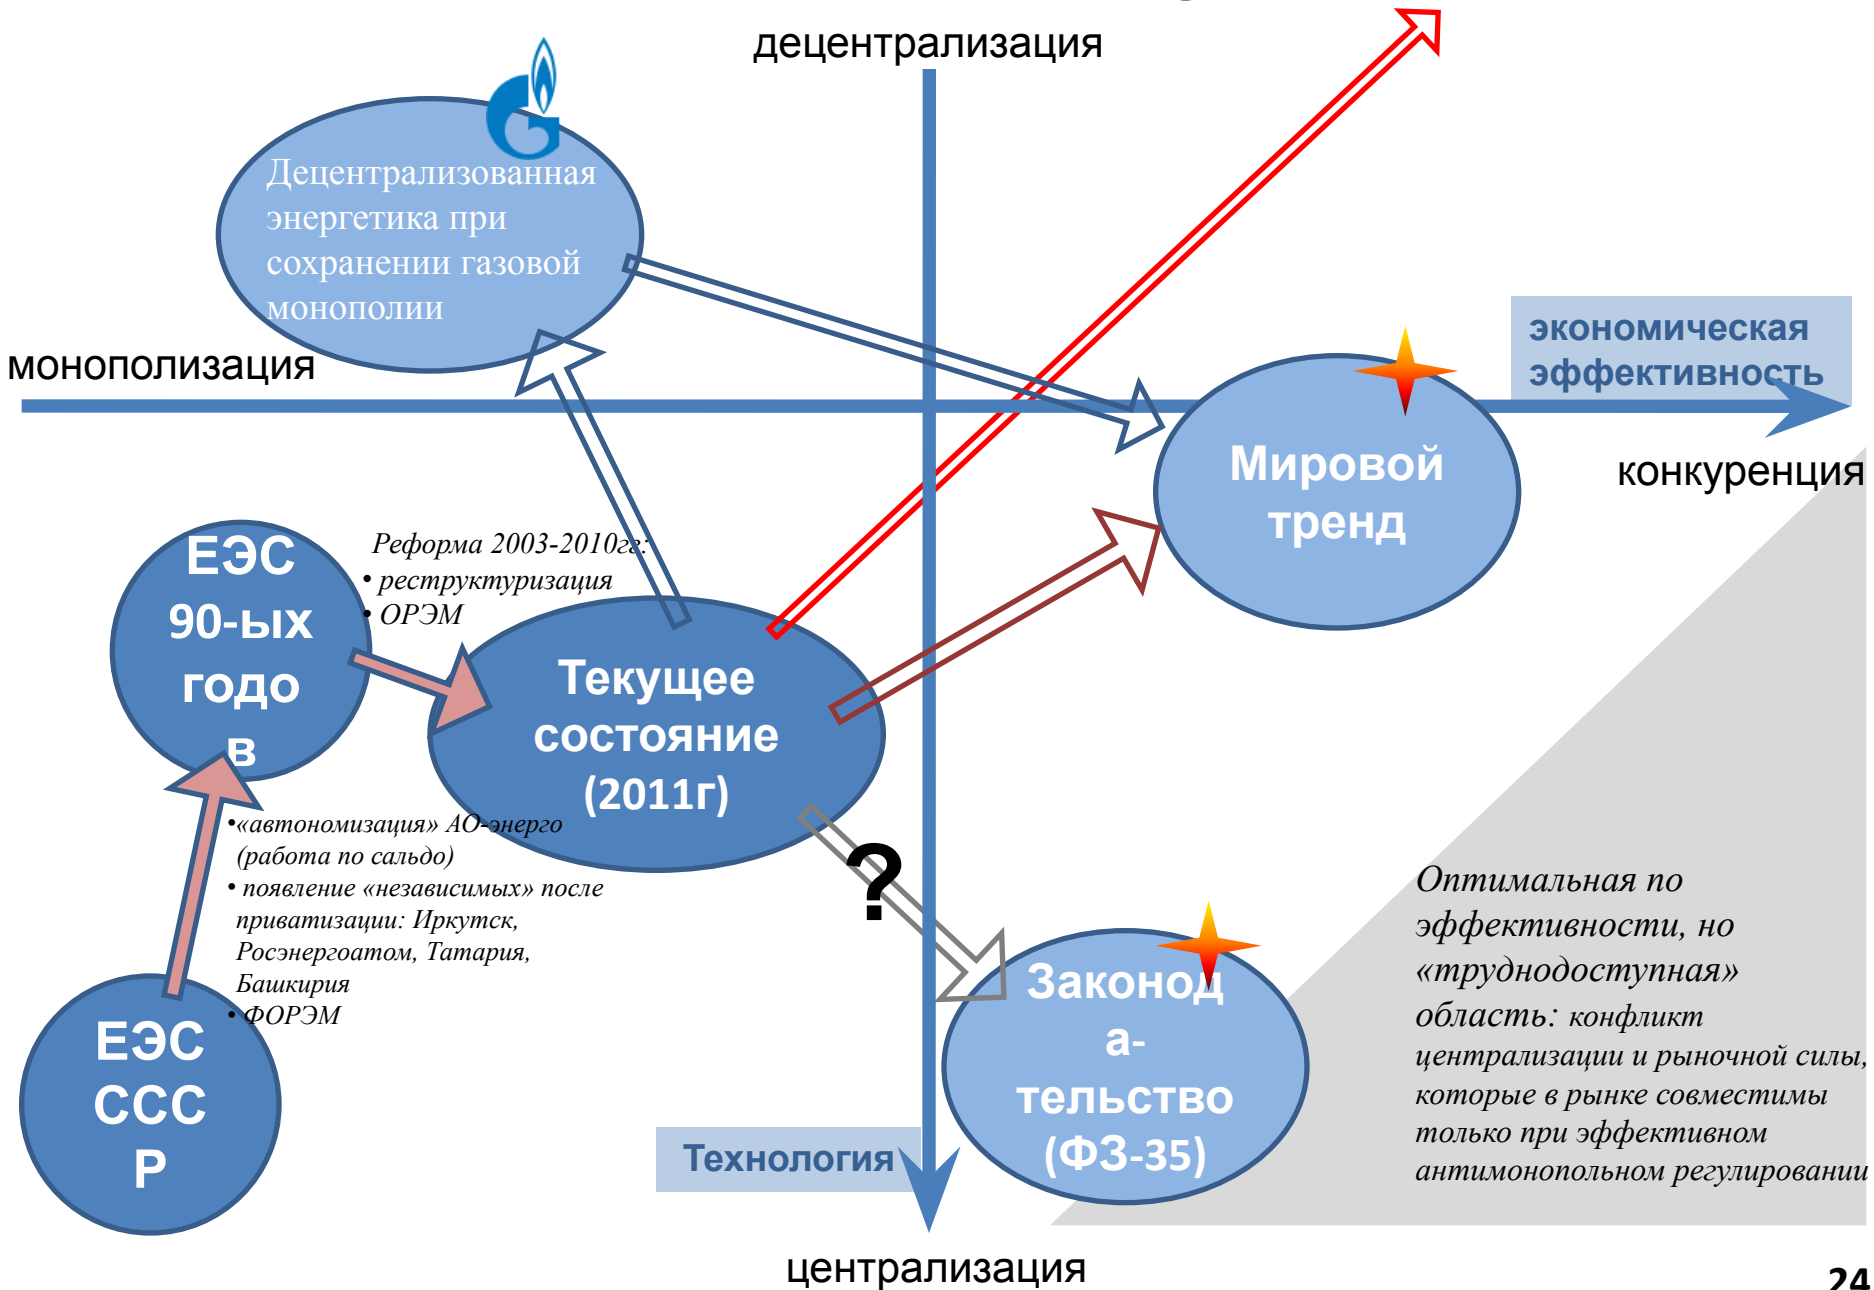 децентрализация
Децентрализованная
энергетика при
сохранении газовой
монополии
экономическая
эффективность
монополизация
Мировой
тренд
конкуренция
ЕЭС
90-ых
годо
в
Реформа 2003-2010гг:
• реструктуризация
• ОРЭМ
Текущее
состояние
(2011г)
•«автономизация» АО-энерго
(работа по сальдо)
• появление «независимых» после
приватизации: Иркутск,
Росэнергоатом, Татария,
Башкирия
• ФОРЭМ
?
ЕЭС
ССС
Р
Законод
а-
тельство
(ФЗ-35)
Оптимальная по
эффективности, но
«труднодоступная»
область: конфликт
централизации и рыночной силы,
которые в рынке совместимы
только при эффективном
антимонопольном регулировании
Технология
централизация
24